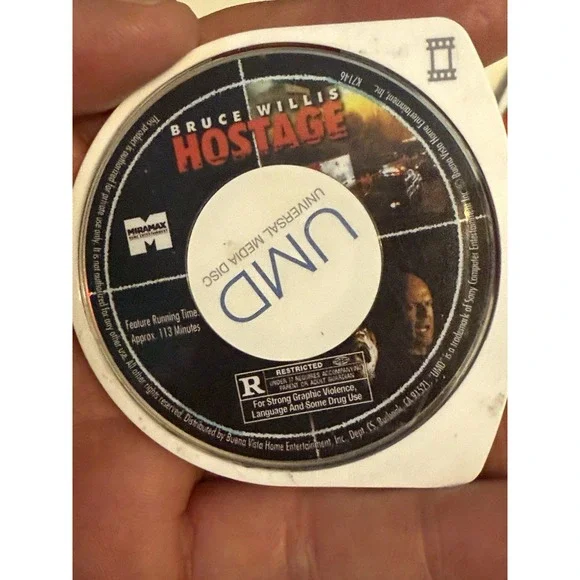 BRUCE WILLIS
HOSTAGE
K7146
MIRAMAX
HOME ENTERTAINMENT
M
UMD
UNIVERSAL MEDIA DISC
Feature Running Time:
Approx. 113 Minutes
R
RESTRICTED
UNDER 17 REQUIRES ACCOMPANYING
PARENT OR ADULT GUARDIAN
For Strong Graphic Violence,
Language And Some Drug Use
This product is authorized for private use only. It is not authorized for any other use. All other rights reserved. Distributed by Buena Vista Home Entertainment, Inc., Dept. CS, Burbank, CA 91521. "UMD" is a trademark of Sony Computer Entertainment Inc. © Buena Vista Home Entertainment, Inc.